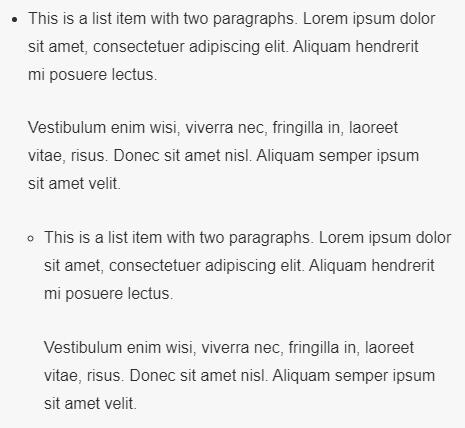 • This is a list item with two paragraphs. Lorem ipsum dolor
sit amet, consectetuer adipiscing elit. Aliquam hendrerit
mi posuere lectus.
Vestibulum enim wisi, viverra nec, fringilla in, laoreet
vitae, risus. Donec sit amet nisl. Aliquam semper ipsum
sit amet velit.
◦ This is a list item with two paragraphs. Lorem ipsum dolor
sit amet, consectetuer adipiscing elit. Aliquam hendrerit
mi posuere lectus.
Vestibulum enim wisi, viverra nec, fringilla in, laoreet
vitae, risus. Donec sit amet nisl. Aliquam semper ipsum
sit amet velit.